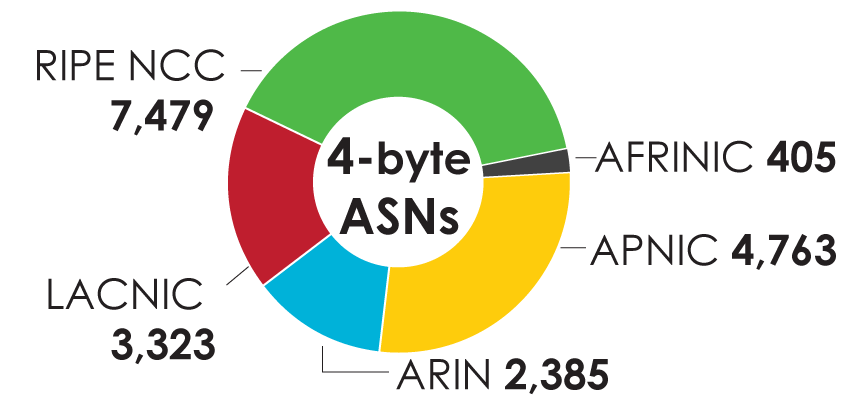 RIPE NCC
7,479
4-byte
ASNs
AFRINIC 405
APNIC 4,763
LACNIC
3,323
ARIN 2,385